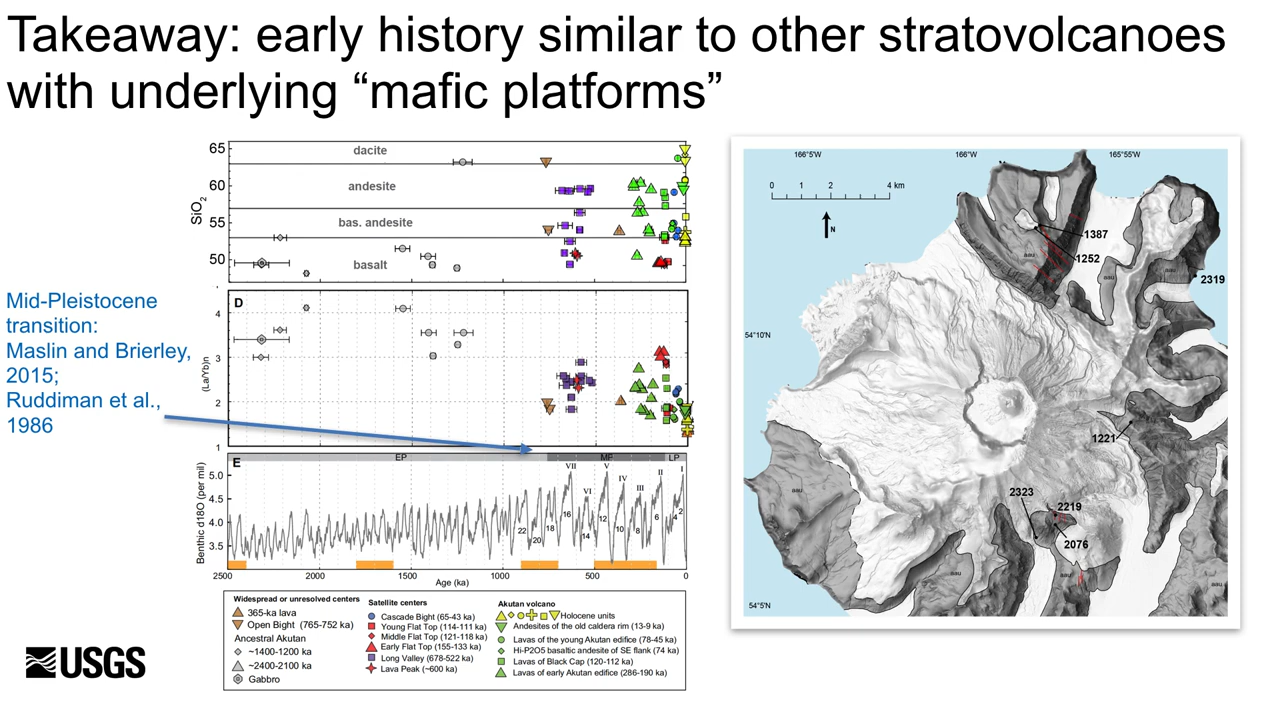 Takeaway: early history similar to other stratovolcanoes
with underlying “mafic platforms”
65
60
55
50
SiO2
dacite
andesite
bas. andesite
basalt
Mid-Pleistocene
transition:
Maslin and Brierley,
2015;
Ruddiman et al.,
1986
D
4
3
2
1
(La/Yb)n
E
EP
MP
LP
5.0
4.5
4.0
3.5
Benthic d18O (per mil)
VII
V
I
VI
IV
III
II
22
20
18
16
14
12
10
8
6
4
2
2500
2000
1500
1000
500
0
Age (ka)
Widespread or unresolved centers
365-ka lava
Open Bight (765-752 ka)
Ancestral Akutan
~1400-1200 ka
~2400-2100 ka
Gabbro
Satellite centers
Cascade Bight (65-43 ka)
Young Flat Top (114-111 ka)
Middle Flat Top (121-118 ka)
Early Flat Top (155-133 ka)
Long Valley (678-522 ka)
Lava Peak (~600 ka)
Akutan volcano
Holocene units
Andesites of the old caldera rim (13-9 ka)
Lavas of the young Akutan edifice (78-45 ka)
Hi-P2O5 basaltic andesite of SE flank (74 ka)
Lavas of Black Cap (120-112 ka)
Lavas of early Akutan edifice (286-190 ka)
USGS
166°5'W
166°W
165°55'W
0 1 2 4 km
N
1387
1252
aau
aau
aau
2319
54°10'N
1221
aau
2323
2219
2076
aau
aau
aau
54°5'N